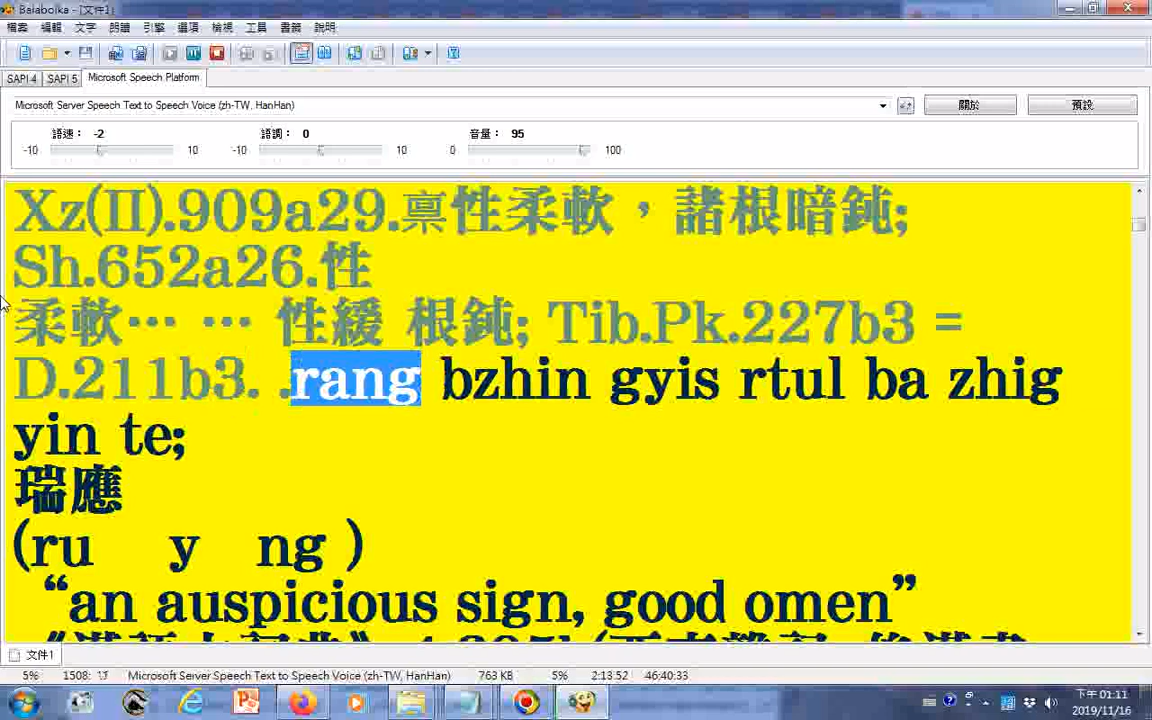 Balabolka - [文件1]
檔案 編輯 文字 朗讀 引擎 選項 檢視 工具 書籤 說明
SAPI 4 SAPI 5 Microsoft Speech Platform
Microsoft Server Speech Text to Speech Voice (zh-TW, HanHan) 關於 預設
語速： -2 語調： 0 音量： 95
-10 10 -10 10 0 100
Xz(II).909a29.禀性柔軟，諸根暗鈍;
Sh.652a26.性
柔軟⋯ ⋯ 性緩 根鈍; Tib.Pk.227b3 =
D.211b3. .rang bzhin gyis rtul ba zhig
yin te;
瑞應
(ru y ng )
“an auspicious sign, good omen”
文件1
5% 1508: Microsoft Server Speech Text to Speech Voice (zh-TW, HanHan) 763 KB 5% 2:13:52 46:40:33
下午 01:11
2019/11/16